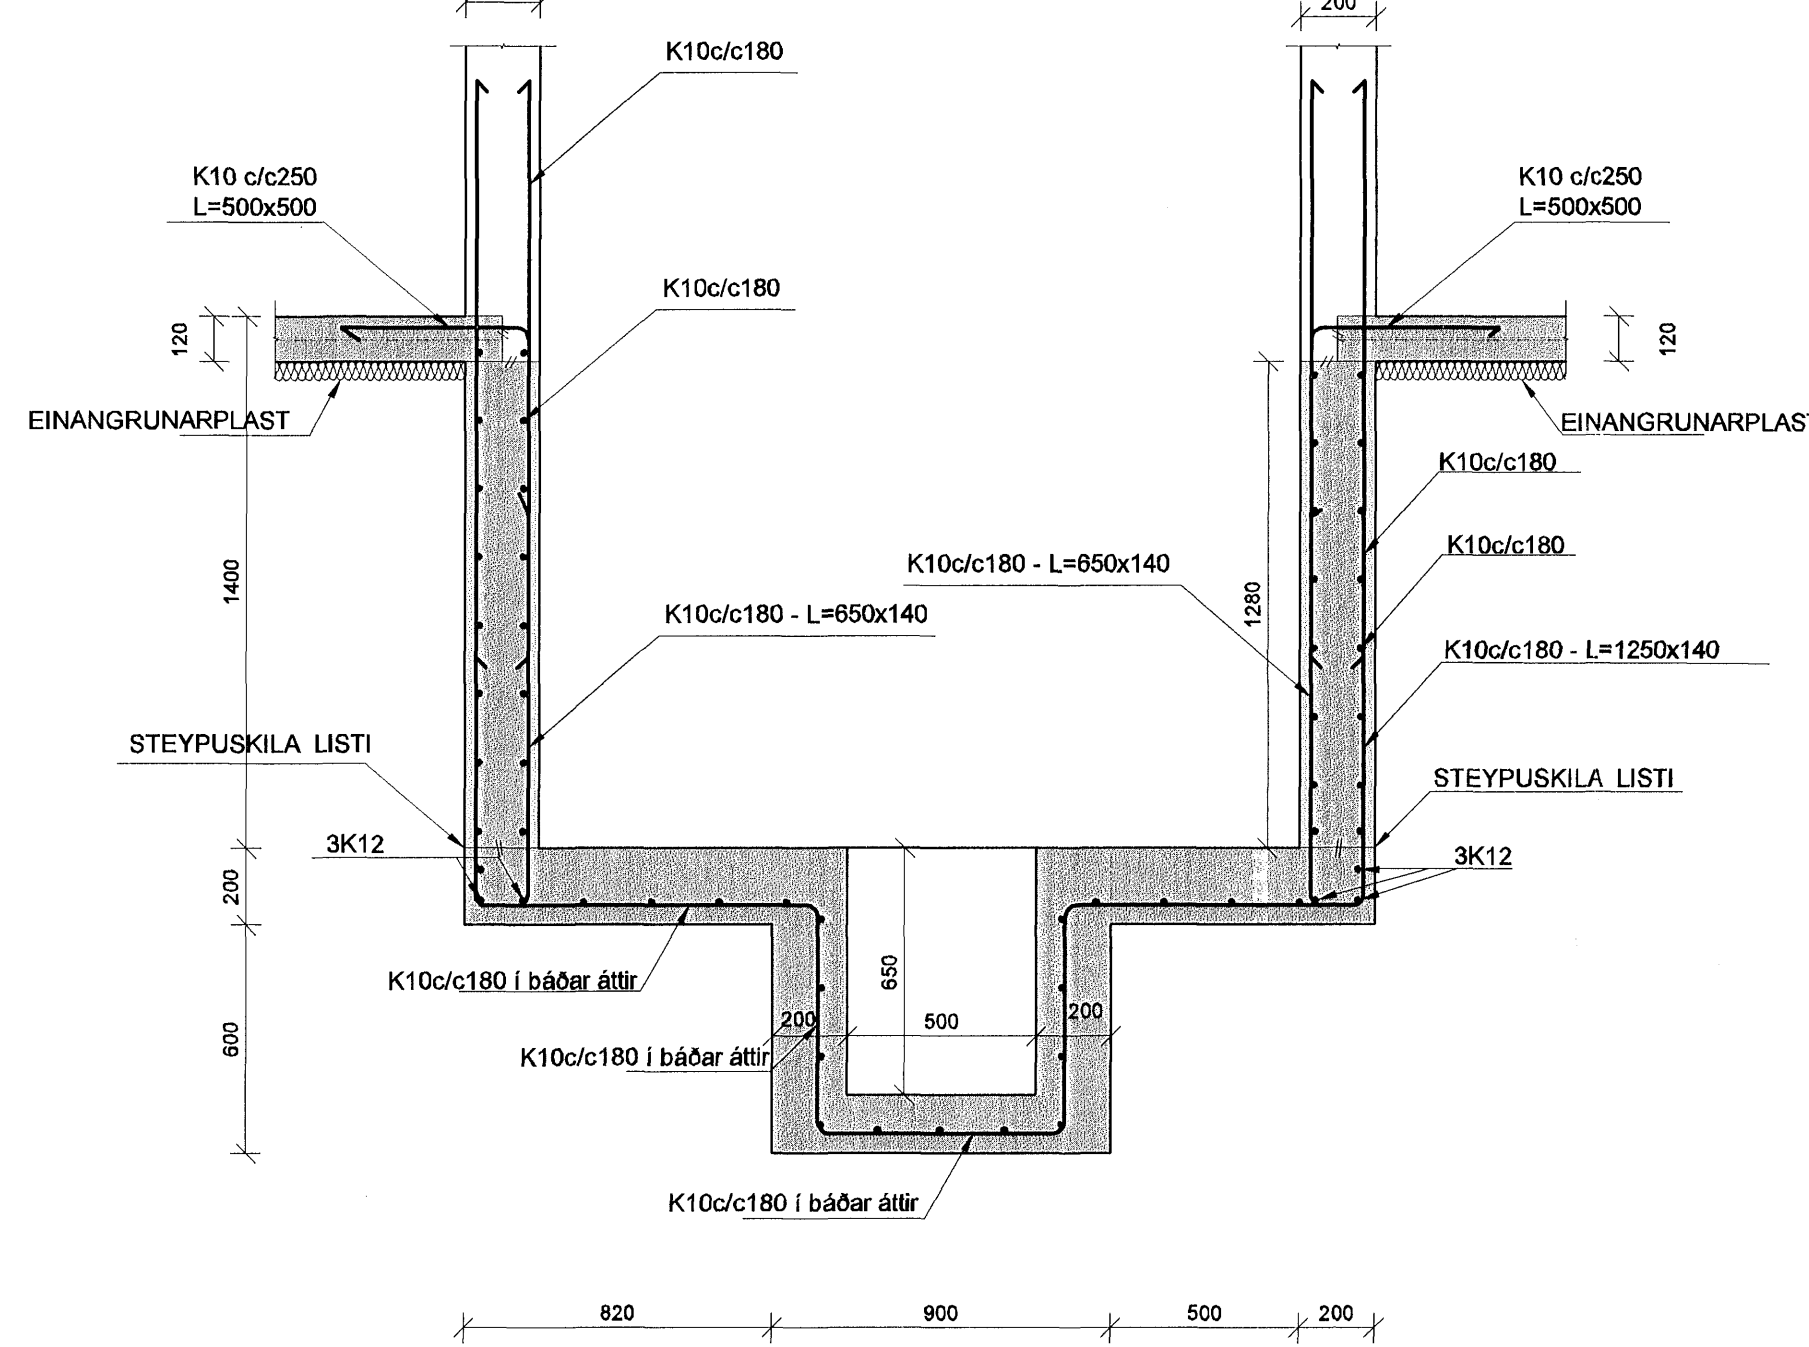 200
K10c/c180
K10 c/c250
L=500x500
K10 c/c250
L=500x500
K10c/c180
120
120
EINANGRUNARPLAST
EINANGRUNARPLAS
K10c/c180
K10c/c180
K10c/c180 - L=650x140
1400
1280
K10c/c180 - L=650x140
K10c/c180 - L=1250x140
STEYPUSKILA LISTI
STEYPUSKILA LISTI
3K12
3K12
200
650
K10c/c180 í báðar áttir
200
500
200
600
K10c/c180 í báðar áttir
K10c/c180 í báðar áttir
820
900
500
200